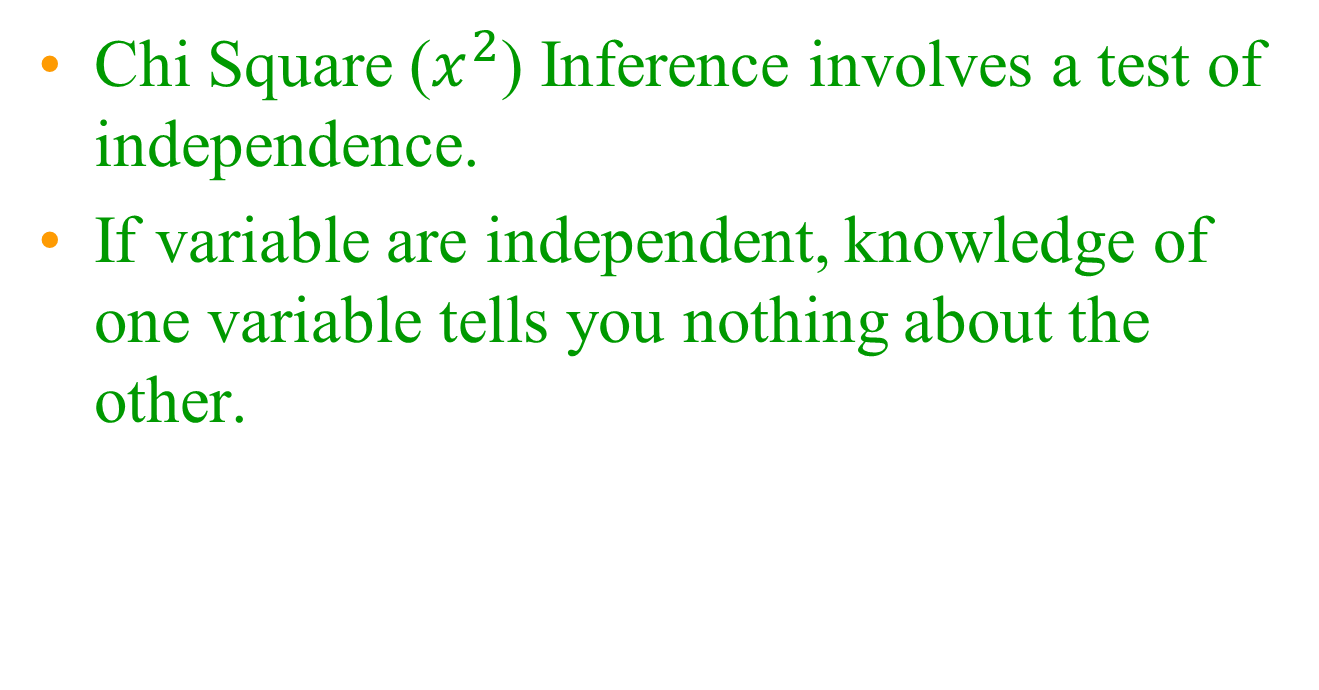 • Chi Square (x²) Inference involves a test of
independence.
• If variable are independent, knowledge of
one variable tells you nothing about the
other.